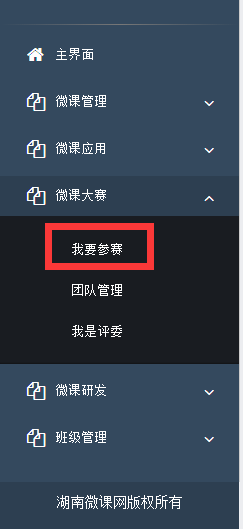 主界面
微课管理
微课应用
微课大赛
我要参赛
团队管理
我是评委
微课研发
班级管理
湖南微课网版权所有